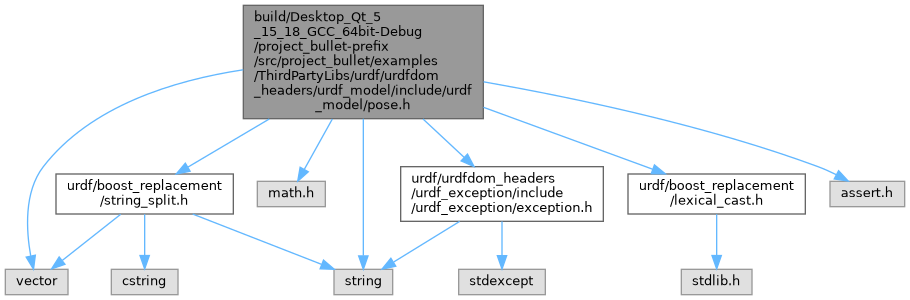 build/Desktop_Qt_5
_15_18_GCC_64bit-Debug
/project_bullet-prefix
/src/project_bullet/examples
/ThirdPartyLibs/urdf/urdfdom
_headers/urdf_model/include/urdf
_model/pose.h
urdf/boost_replacement
/string_split.h
math.h
urdf/urdfdom_headers
/urdf_exception/include
/urdf_exception/exception.h
urdf/boost_replacement
/lexical_cast.h
assert.h
vector
cstring
string
stdexcept
stdlib.h